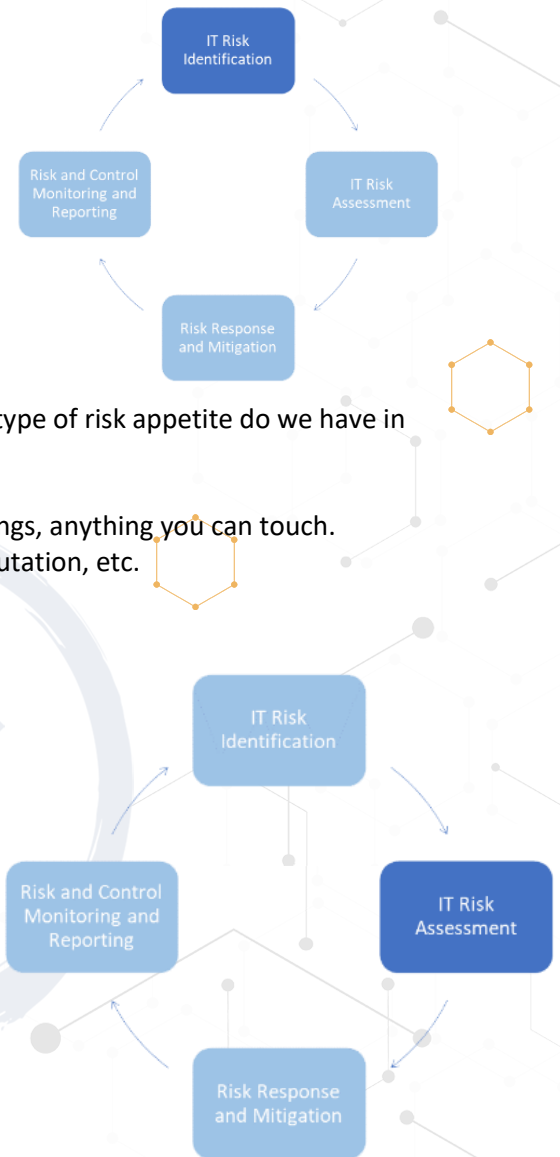 IT Risk
Identification
Risk and Control
Monitoring and
Reporting
IT Risk
Assessment
Risk Response
and Mitigation
type of risk appetite do we have in
ngs, anything you can touch.
utation, etc.
IT Risk
Identification
Risk and Control
Monitoring and
Reporting
IT Risk
Assessment
Risk Response
and Mitigation